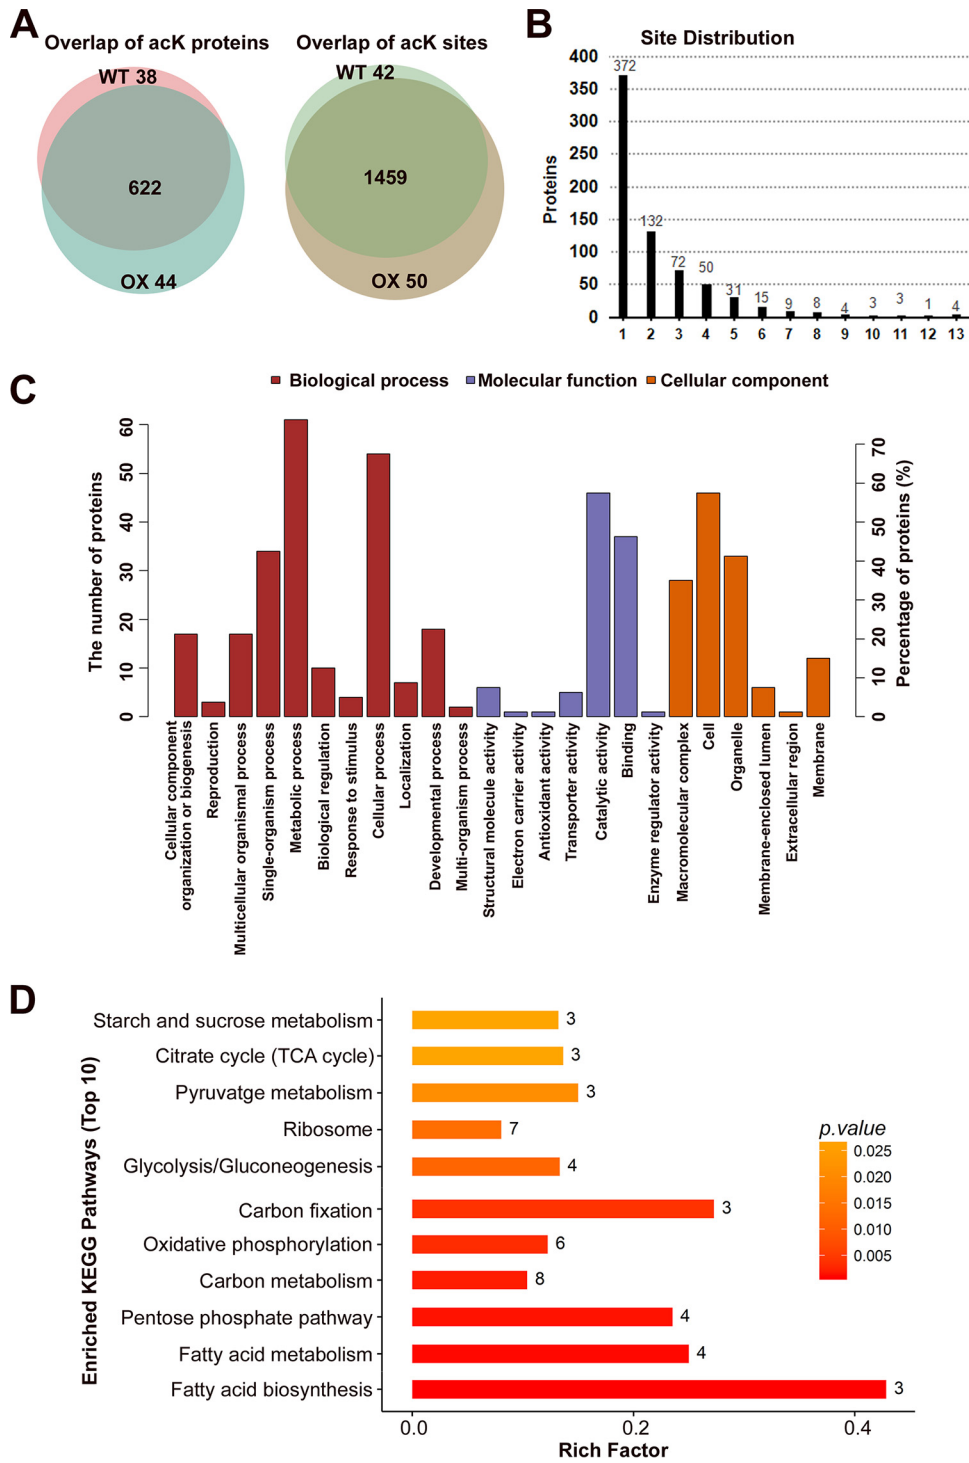 A
Overlap of acK proteins
WT 38
622
OX 44
Overlap of acK sites
WT 42
1459
OX 50
B
Site Distribution
Proteins
400
350
300
250
200
150
100
50
0
372
132
72
50
31
15
9
8
4
3
3
1
4
1 2 3 4 5 6 7 8 9 10 11 12 13
C
Biological process
Molecular function
Cellular component
The number of proteins
60
50
40
30
20
10
0
Percentage of proteins (%)
70
60
50
40
30
20
10
0
Cellular component
organization or biogenesis
Reproduction
Multicellular organismal process
Single-organism process
Metabolic process
Biological regulation
Response to stimulus
Cellular process
Localization
Developmental process
Multi-organism process
Structural molecule activity
Electron carrier activity
Antioxidant activity
Transporter activity
Catalytic activity
Binding
Enzyme regulator activity
Macromolecular complex
Cell
Organelle
Membrane-enclosed lumen
Extracellular region
Membrane
D
Enriched KEGG Pathways (Top 10)
Starch and sucrose metabolism 3
Citrate cycle (TCA cycle) 3
Pyruvatge metabolism 3
Ribosome 7
Glycolysis/Gluconeogenesis 4
Carbon fixation 3
Oxidative phosphorylation 6
Carbon metabolism 8
Pentose phosphate pathway 4
Fatty acid metabolism 4
Fatty acid biosynthesis 3
0.0 0.2 0.4
Rich Factor
p.value
0.025
0.020
0.015
0.010
0.005